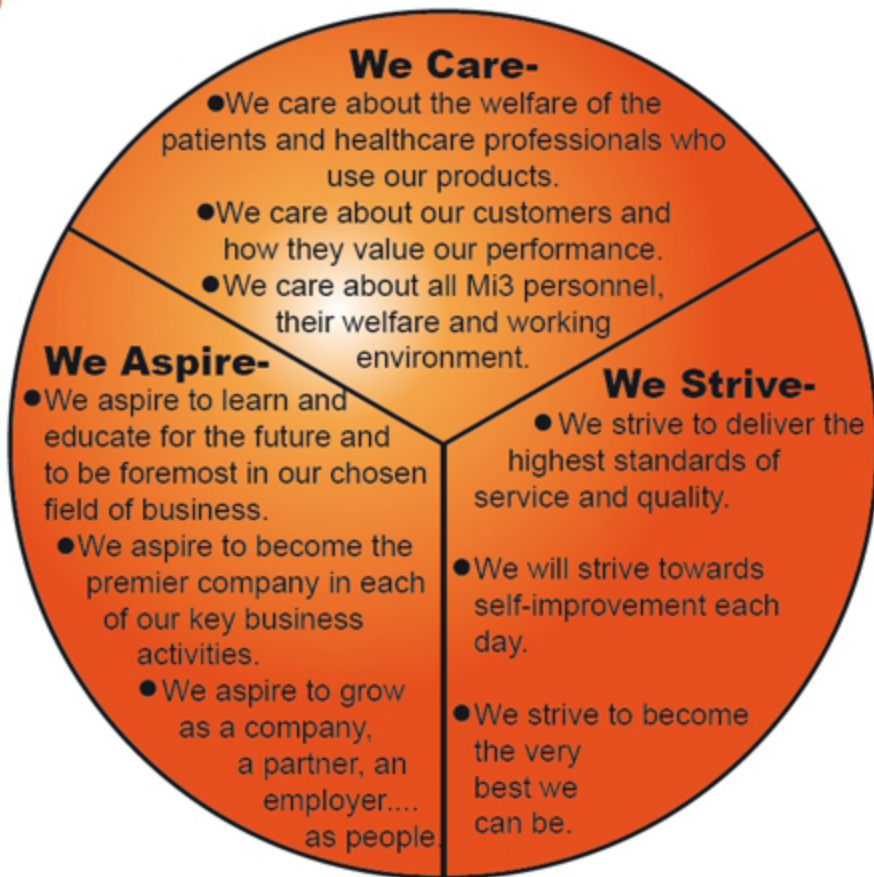 We Care-
●We care about the welfare of the
patients and healthcare professionals who
use our products.
●We care about our customers and
how they value our performance.
●We care about all Mi3 personnel,
their welfare and working
environment.
We Aspire-
●We aspire to learn and
educate for the future and
to be foremost in our chosen
field of business.
●We aspire to become the
premier company in each
of our key business
activities.
●We aspire to grow
as a company,
a partner, an
employer....
as people.
We Strive-
● We strive to deliver the
highest standards of
service and quality.
●We will strive towards
self-improvement each
day.
●We strive to become
the very
best we
can be.